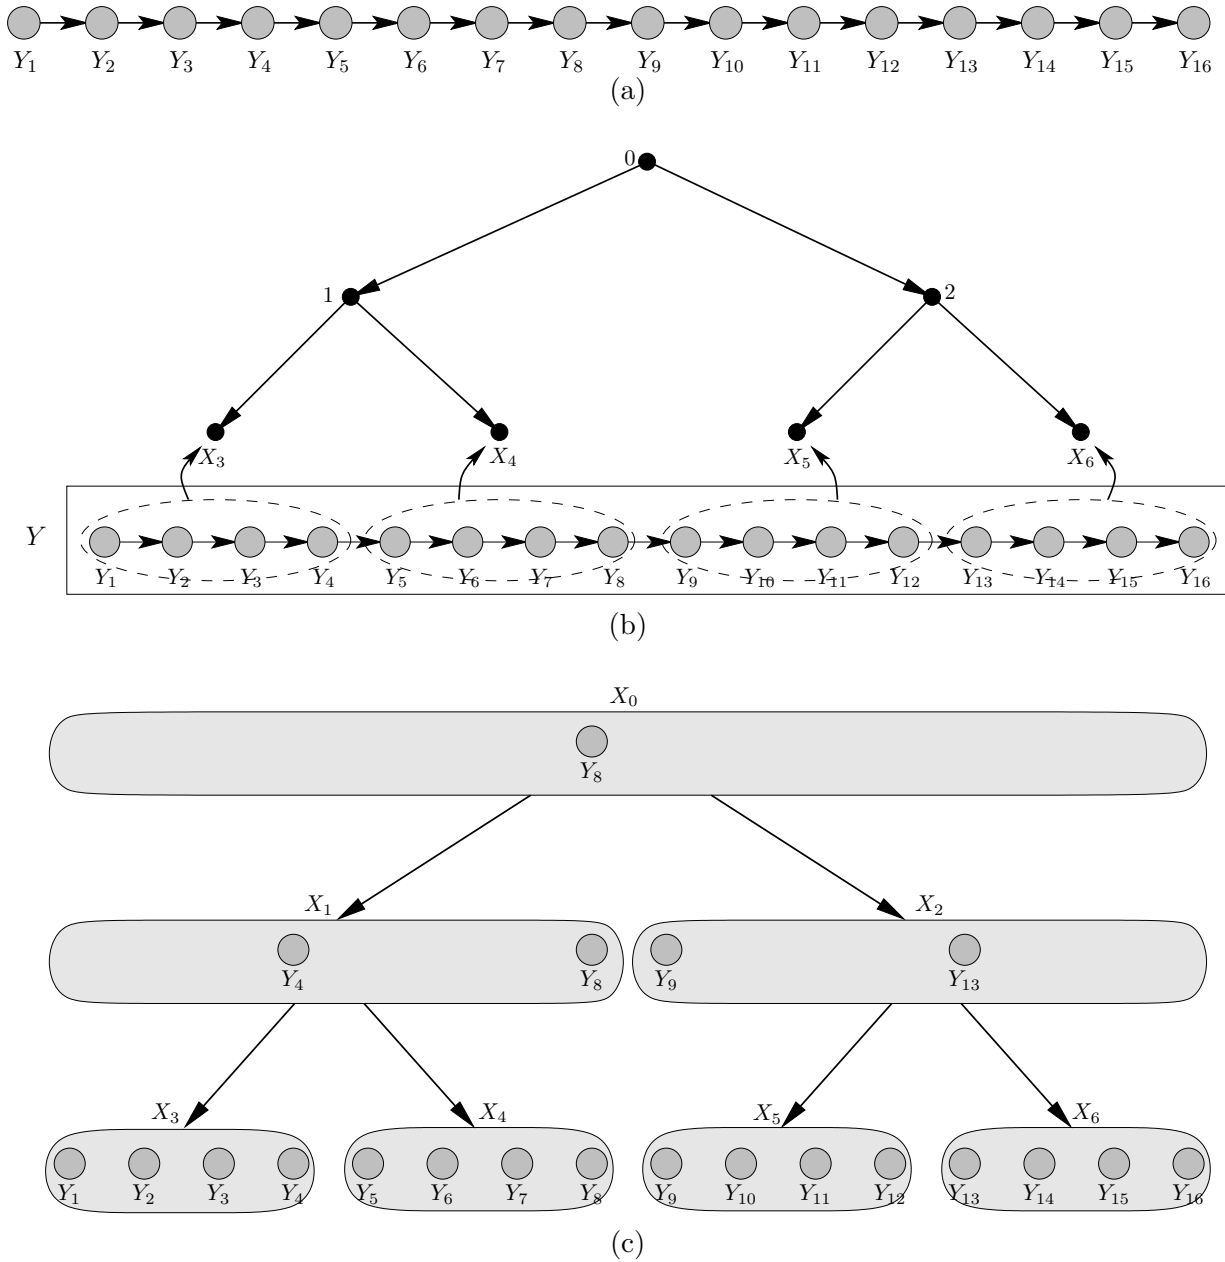 Y₁ Y₂ Y₃ Y₄ Y₅ Y₆ Y₇ Y₈ Y₉ Y₁₀ Y₁₁ Y₁₂ Y₁₃ Y₁₄ Y₁₅ Y₁₆
(a)
0
1 2
X₃ X₄ X₅ X₆
Y
Y₁ Y₂ Y₃ Y₄ Y₅ Y₆ Y₇ Y₈ Y₉ Y₁₀ Y₁₁ Y₁₂ Y₁₃ Y₁₄ Y₁₅ Y₁₆
(b)
X₀
Y₈
X₁ X₂
Y₄ Y₈ Y₉ Y₁₃
X₃ X₄ X₅ X₆
Y₁ Y₂ Y₃ Y₄ Y₅ Y₆ Y₇ Y₈ Y₉ Y₁₀ Y₁₁ Y₁₂ Y₁₃ Y₁₄ Y₁₅ Y₁₆
(c)